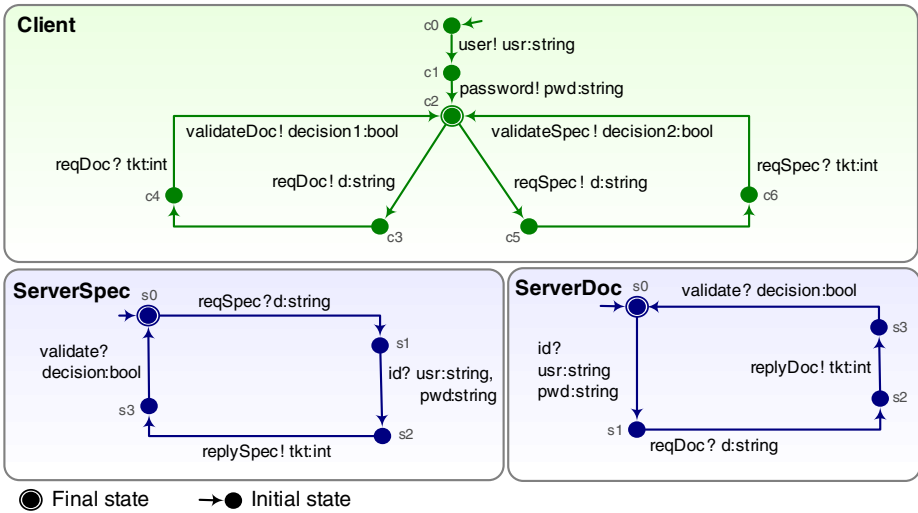 Client
c0
user! usr:string
c1
password! pwd:string
c2
validateDoc! decision1:bool
validateSpec! decision2:bool
reqDoc? tkt:int
reqSpec? tkt:int
reqDoc! d:string
reqSpec! d:string
c4
c6
c3
c5
ServerSpec
s0
reqSpec?d:string
validate?
decision:bool
s1
id? usr:string,
pwd:string
s3
s2
replySpec! tkt:int
ServerDoc
s0
validate? decision:bool
s3
id?
usr:string
pwd:string
replyDoc! tkt:int
s2
s1
reqDoc? d:string
Final state
Initial state